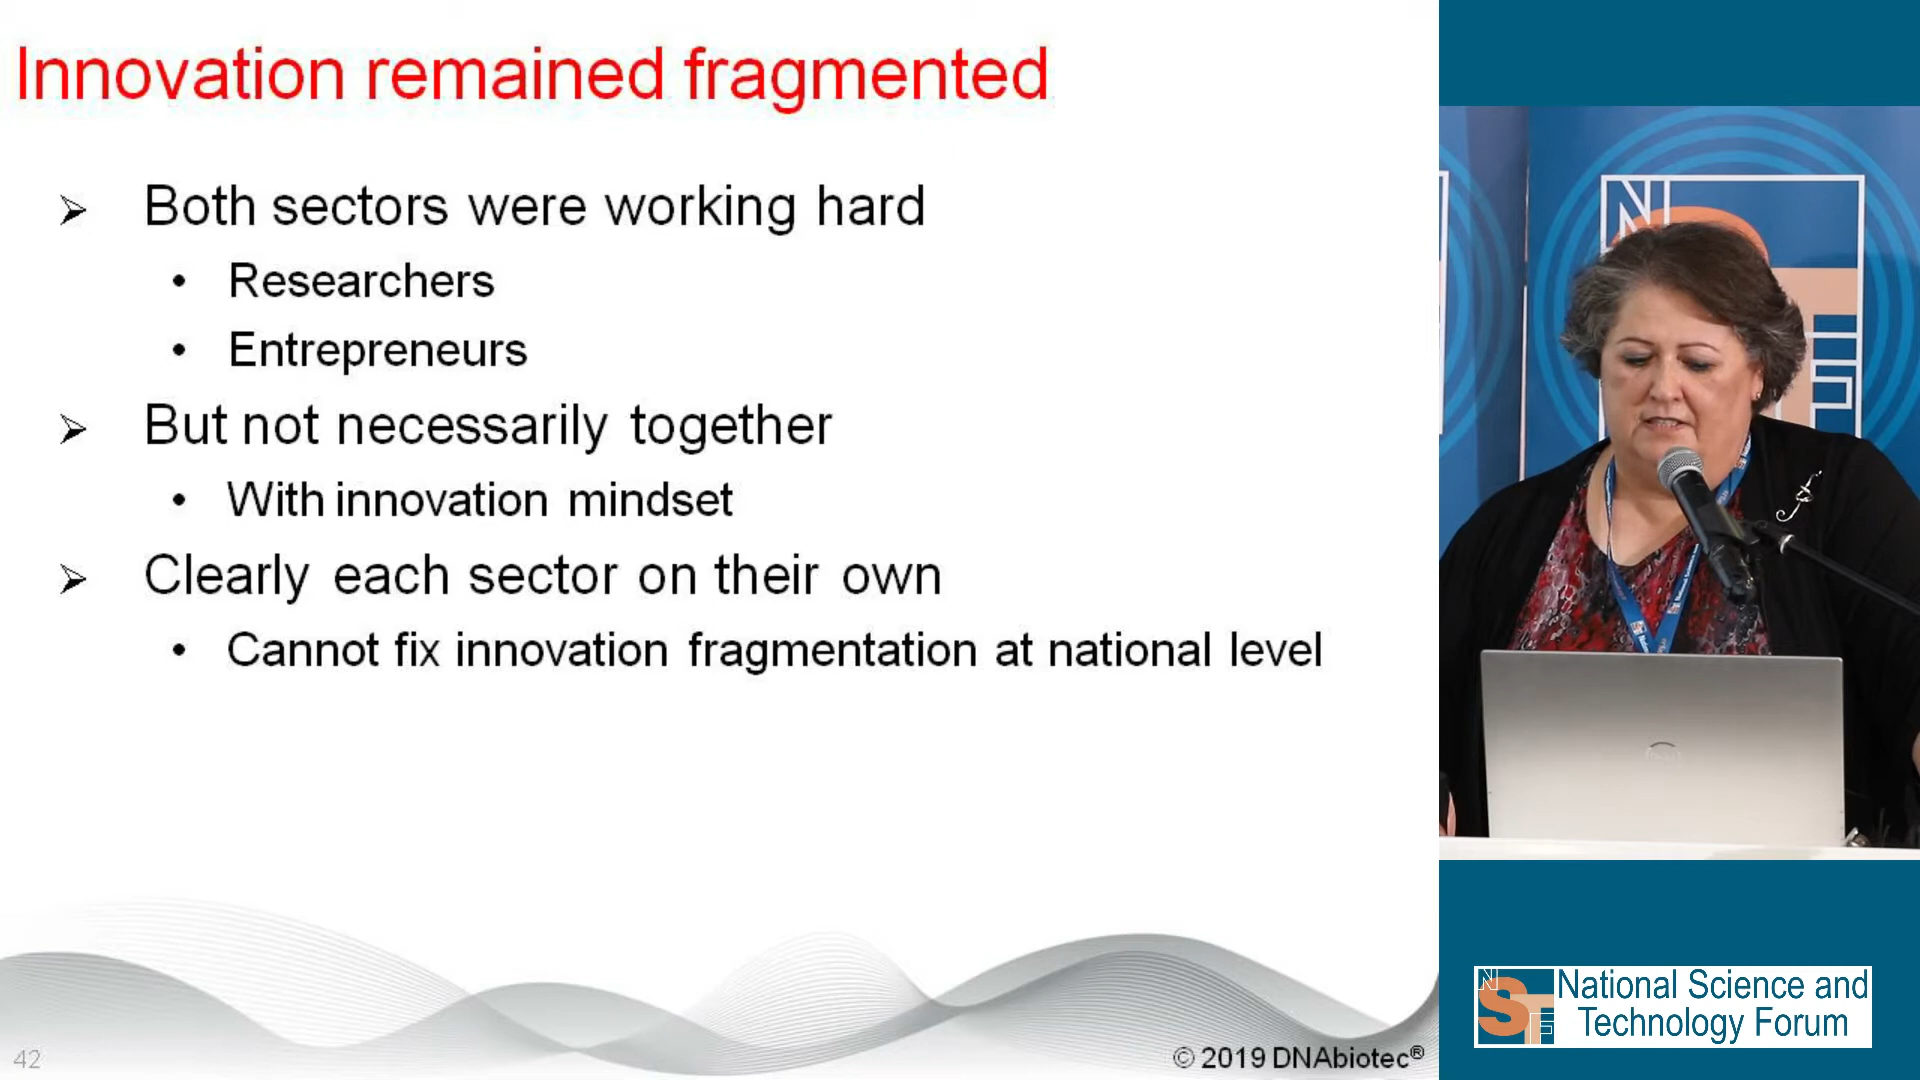 Innovation remained fragmented
Both sectors were working hard
Researchers
Entrepreneurs
But not necessarily together
With innovation mindset
Clearly each sector on their own
Cannot fix innovation fragmentation at national level
42
© 2019 DNAbiotec®
National Science and
Technology Forum